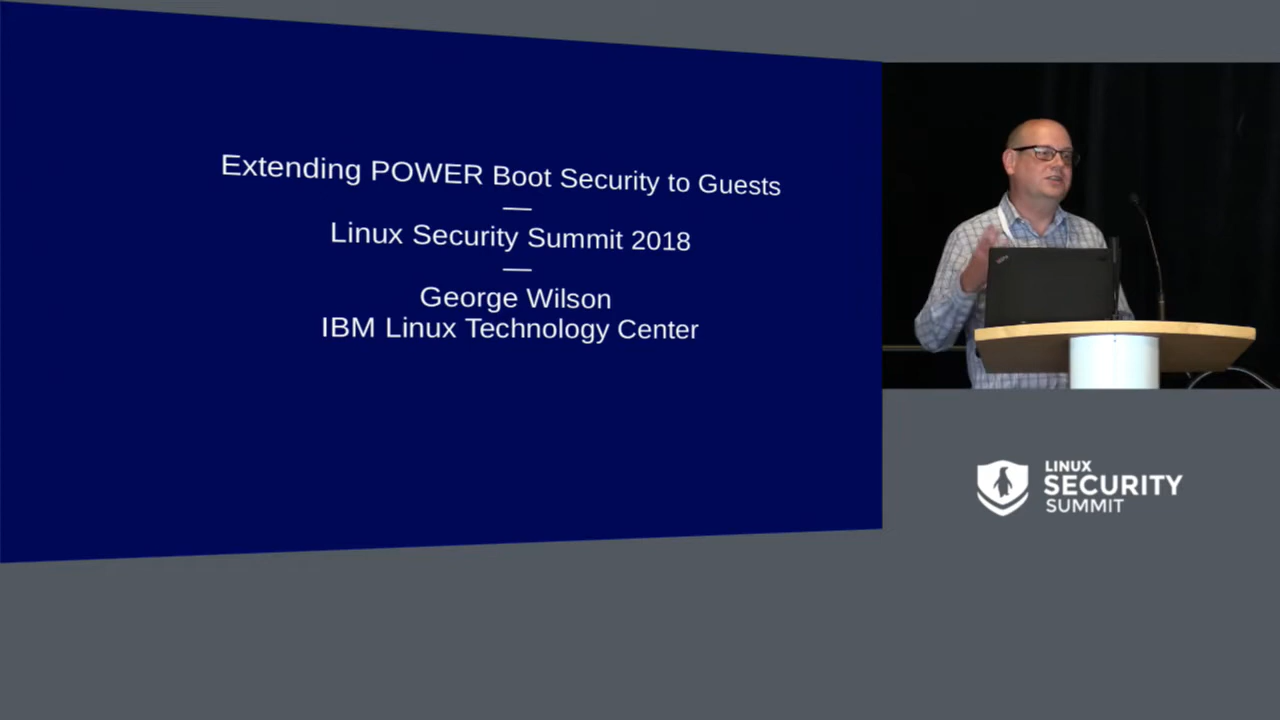 Extending POWER Boot Security to Guests
—
Linux Security Summit 2018
—
George Wilson
IBM Linux Technology Center
LINUX
SECURITY
SUMMIT